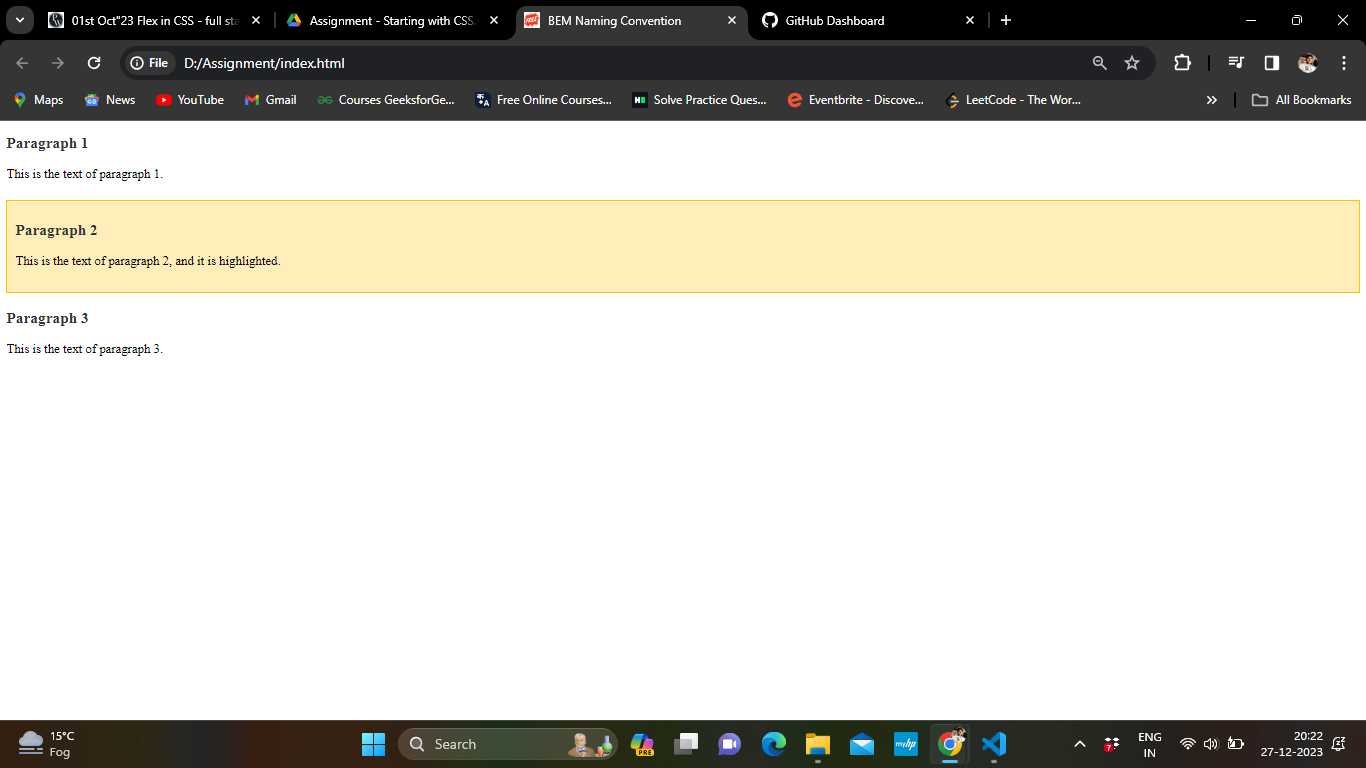 01st Oct"23 Flex in CSS - full sta
Assignment - Starting with CSS.
FREE
BEM Naming Convention
GitHub Dashboard
File
D:/Assignment/index.html
Maps
News
YouTube
Gmail
Courses GeeksforGe...
Free Online Courses...
Solve Practice Ques...
Eventbrite - Discove...
LeetCode - The Wor...
All Bookmarks
Paragraph 1
This is the text of paragraph 1.
Paragraph 2
This is the text of paragraph 2, and it is highlighted.
Paragraph 3
This is the text of paragraph 3.
15°C
Fog
Search
PRE
myhp
7
ENG
IN
20:22
27-12-2023